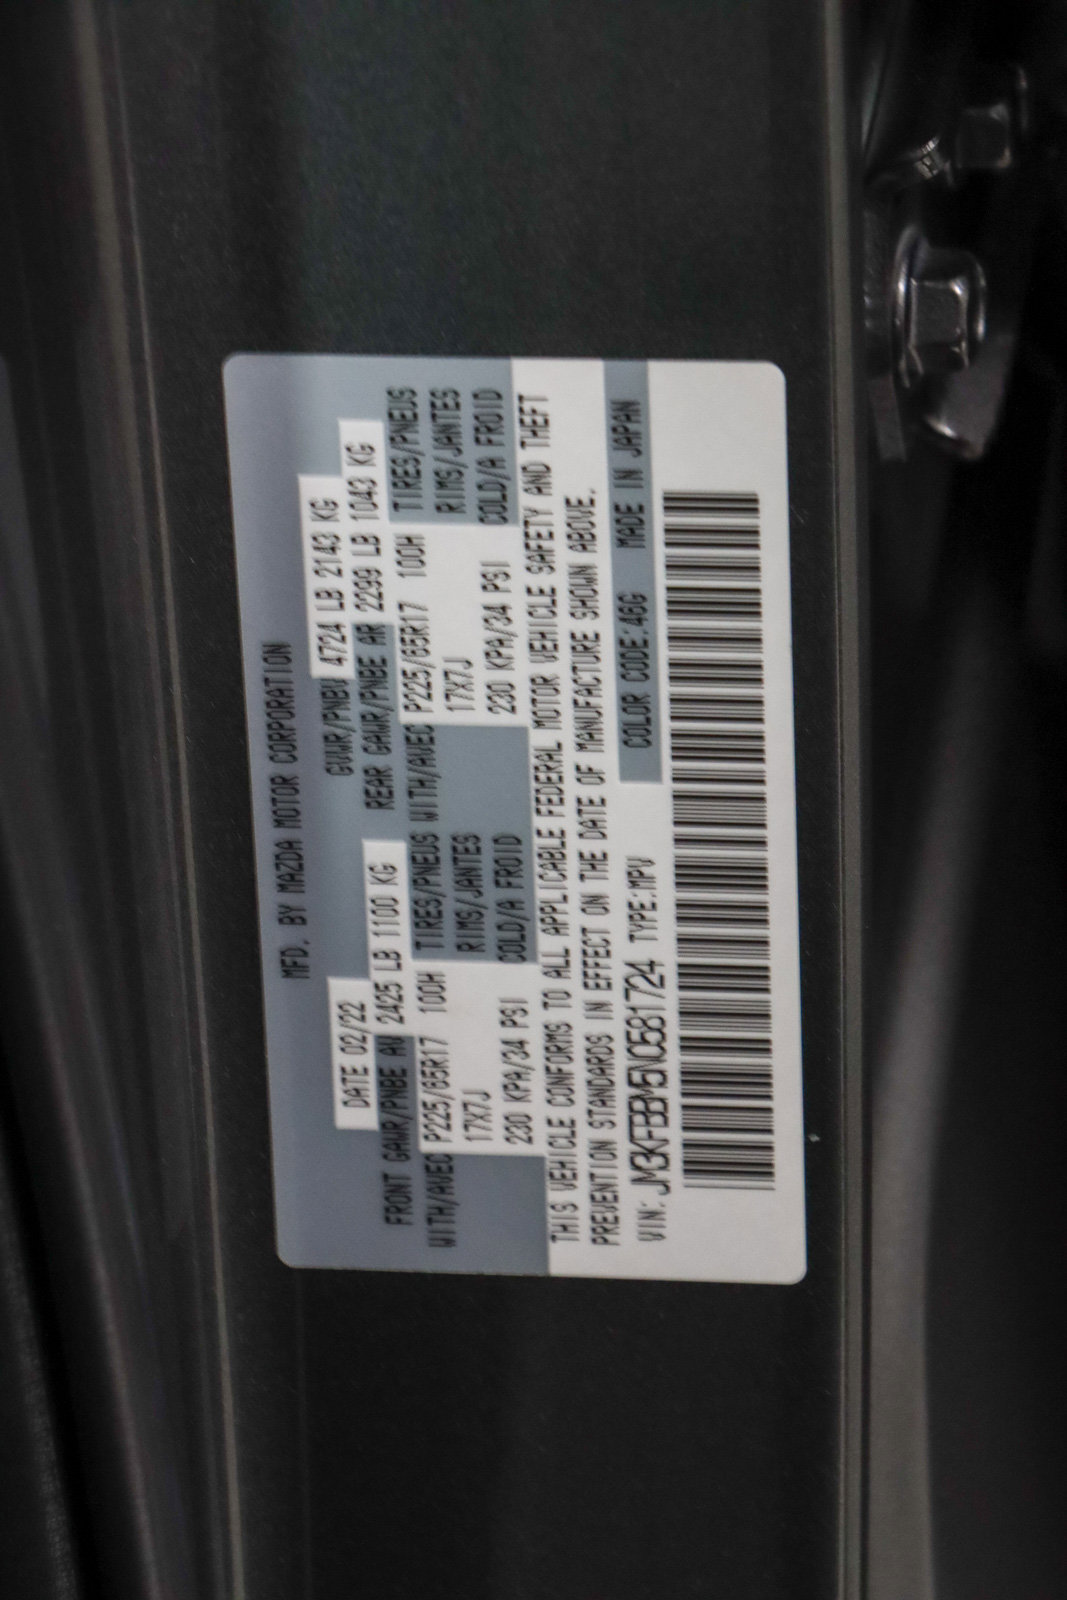 MFD. BY MAZDA MOTOR CORPORATION
DATE 02/22 GVWR/PNBV 4724 LB 2143 KG
FRONT GAWR/PNBE AV 2425 LB 1100 KG REAR GAWR/PNBE AR 2299 LB 1043 KG
WITH/AVEC P225/65R17 100H TIRES/PNEUS WITH/AVEC P225/65R17 100H TIRES/PNEUS
17X7J RIMS/JANTES 17X7J RIMS/JANTES
230 KPA/34 PSI COLD/A FROID 230 KPA/34 PSI COLD/A FROID
THIS VEHICLE CONFORMS TO ALL APPLICABLE FEDERAL MOTOR VEHICLE SAFETY AND THEFT
PREVENTION STANDARDS IN EFFECT ON THE DATE OF MANUFACTURE SHOWN ABOVE.
VIN: JM3KFBBM5N0581724 TYPE:MPV COLOR CODE:46G MADE IN JAPAN